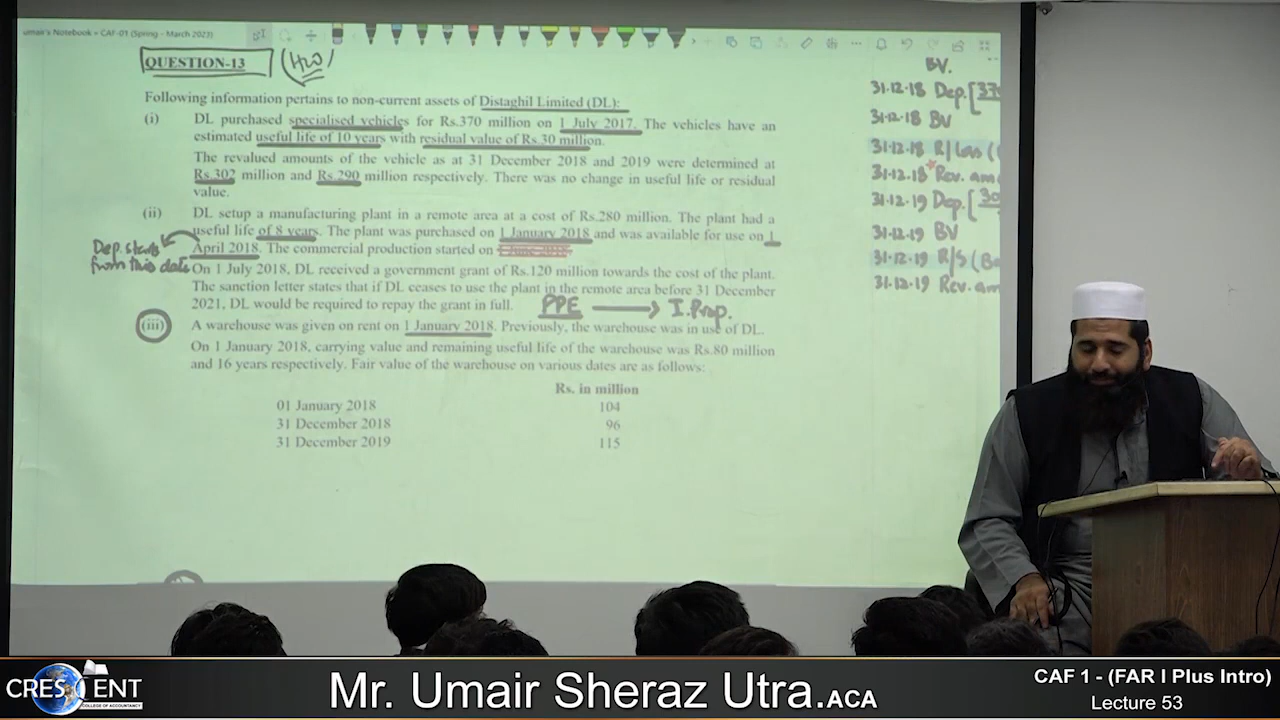 umair's Notebook » CAF-01 (Spring - March 2023)
QUESTION-13 (H20)
Following information pertains to non-current assets of Distaghil Limited (DL):
(i) DL purchased specialised vehicles for Rs.370 million on 1 July 2017. The vehicles have an
estimated useful life of 10 years with residual value of Rs.30 million.
The revalued amounts of the vehicle as at 31 December 2018 and 2019 were determined at
Rs.302 million and Rs.290 million respectively. There was no change in useful life or residual
value.
(ii) DL setup a manufacturing plant in a remote area at a cost of Rs.280 million. The plant had a
useful life of 8 years. The plant was purchased on 1 January 2018 and was available for use on 1
April 2018. The commercial production started on
Dep. starts
from this date
On 1 July 2018, DL received a government grant of Rs.120 million towards the cost of the plant.
The sanction letter states that if DL ceases to use the plant in the remote area before 31 December
2021, DL would be required to repay the grant in full. PPE → I.Prop.
(iii) A warehouse was given on rent on 1 January 2018. Previously, the warehouse was in use of DL.
On 1 January 2018, carrying value and remaining useful life of the warehouse was Rs.80 million
and 16 years respectively. Fair value of the warehouse on various dates are as follows:
Rs. in million
01 January 2018 104
31 December 2018 96
31 December 2019 115
BV.
31.12.18 Dep.[
31.12.18 BV
31.12.18 R/Loss (
31.12.18 Rev. am
31.12.19 Dep.[
31.12.19 BV
31.12.19 R/S (Ba
31.12.19 Rev. am
CRESCENT
COLLEGE OF ACCOUNTANCY
Mr. Umair Sheraz Utra.ACA
CAF 1 - (FAR I Plus Intro)
Lecture 53